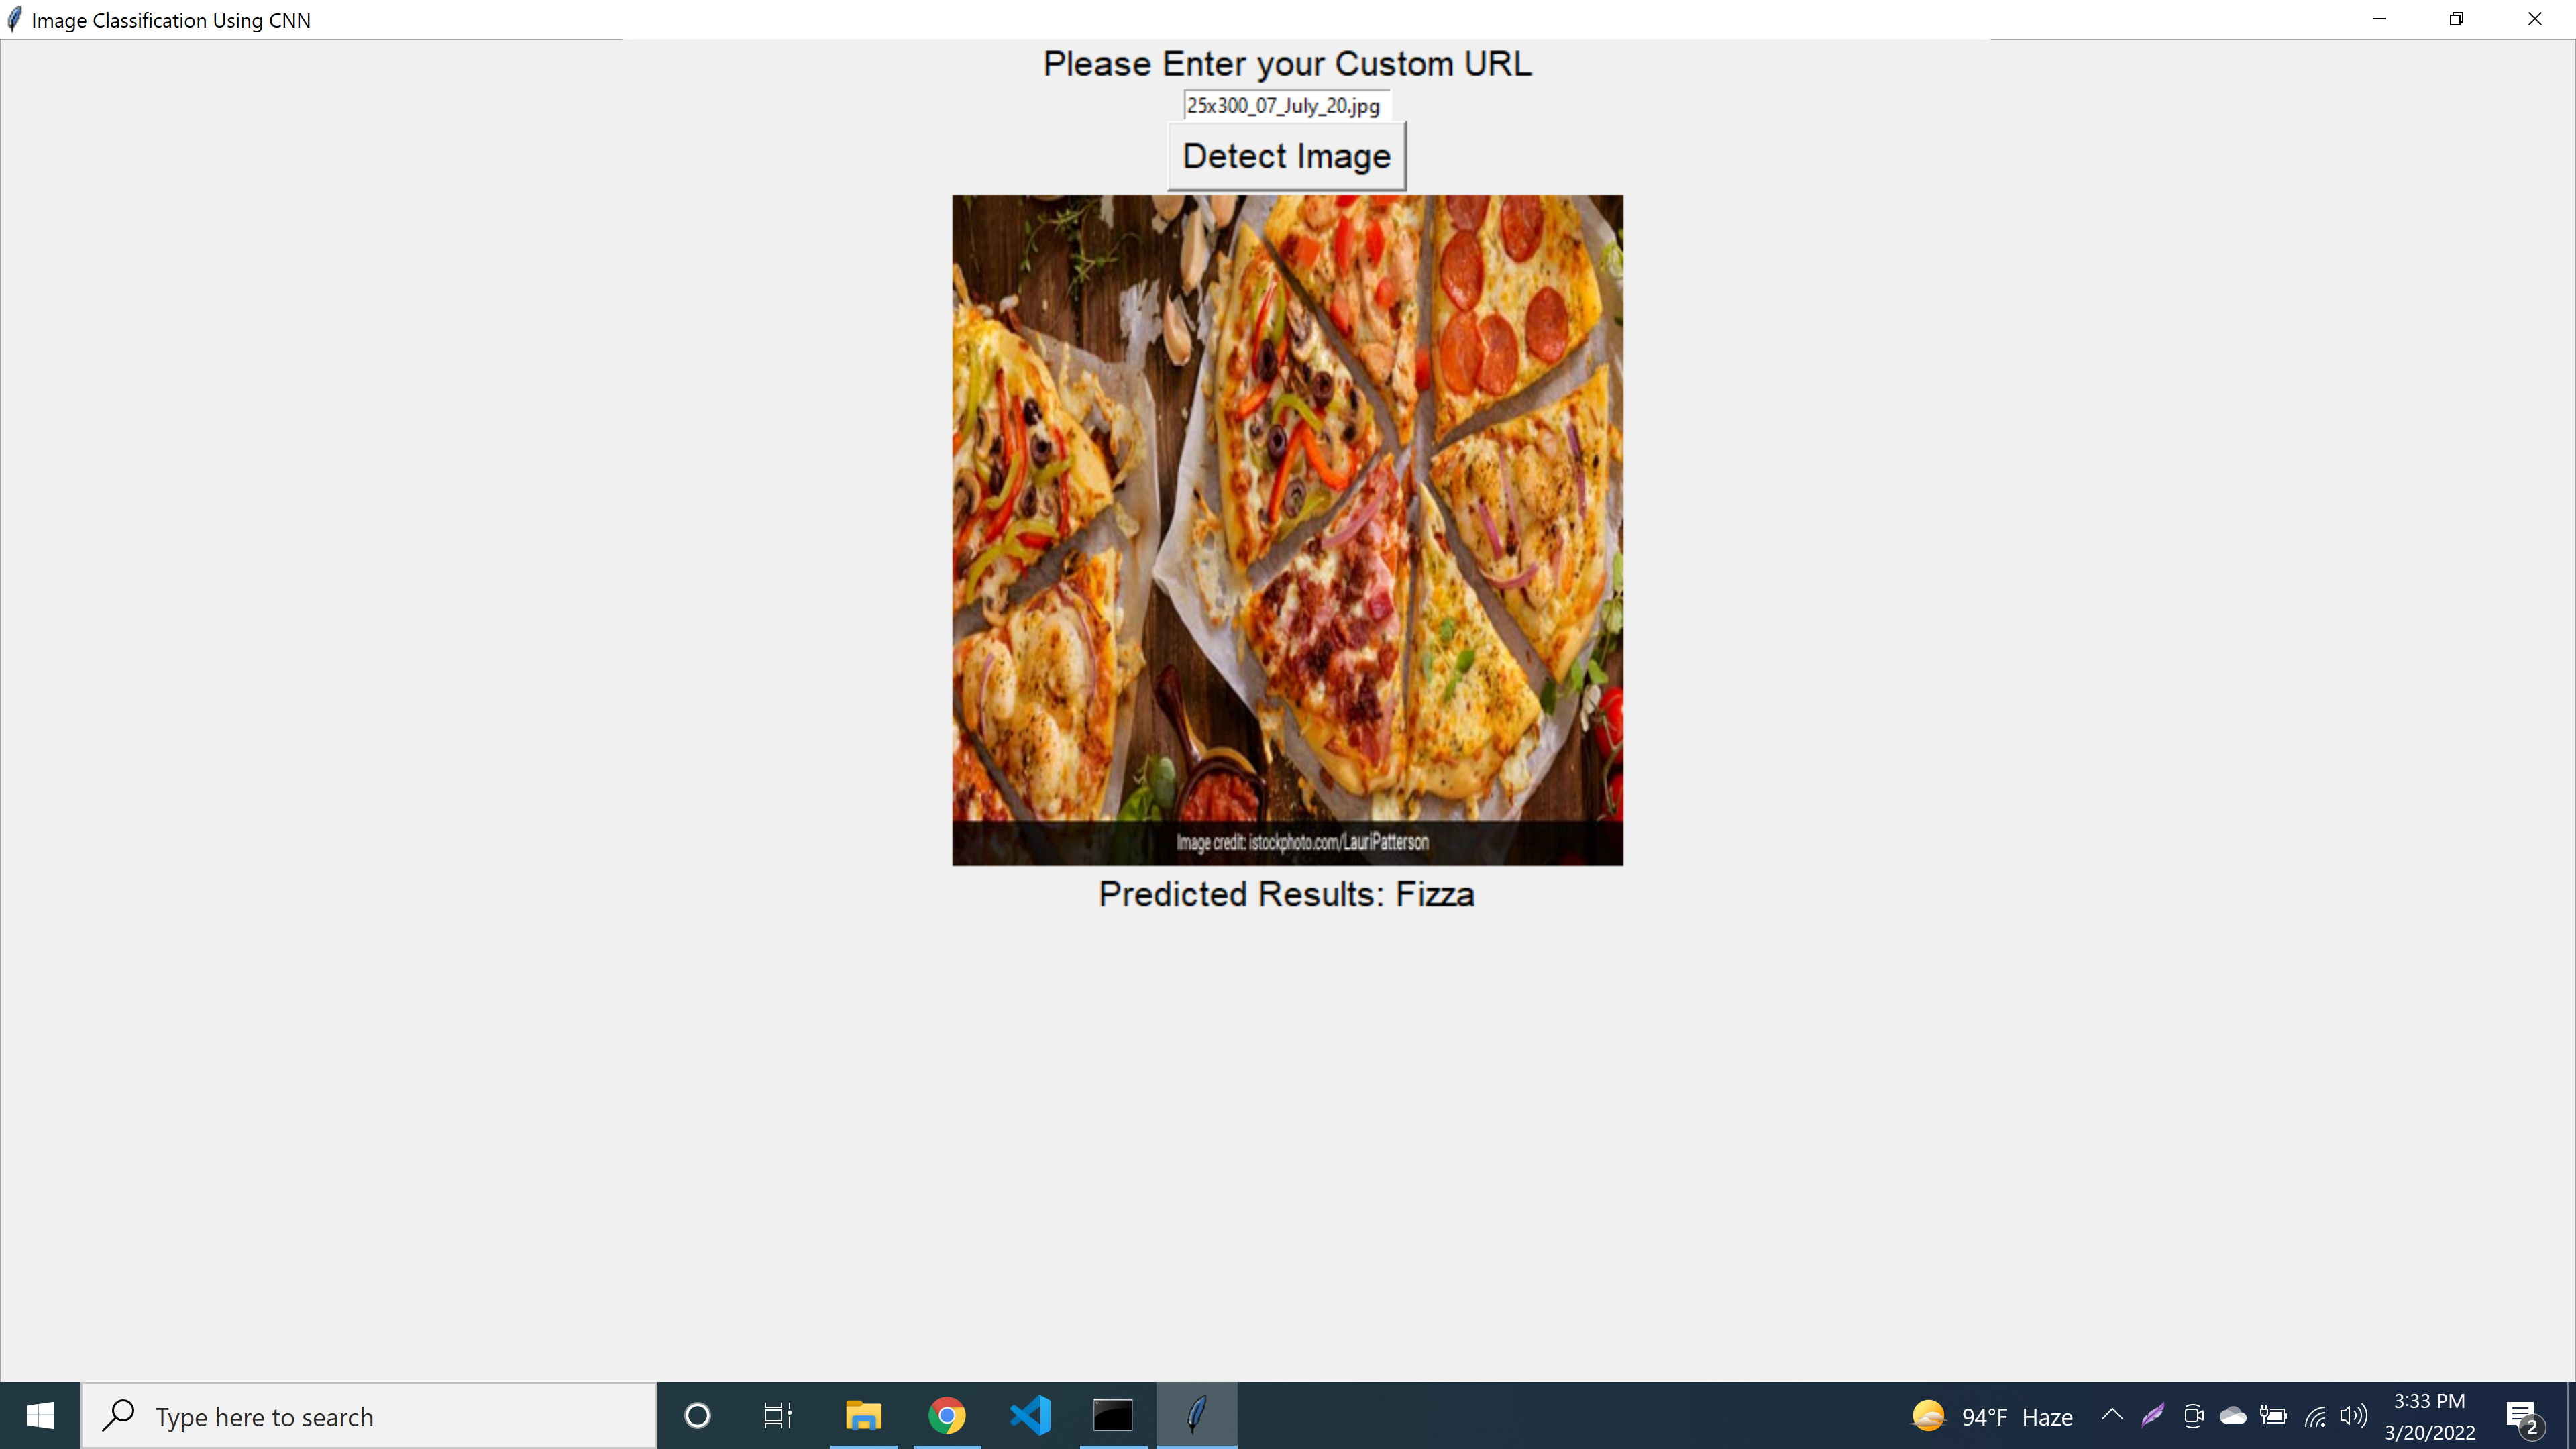 Image Classification Using CNN
Please Enter your Custom URL
25x300_07_July_20.jpg
Detect Image
Image credit: istockphoto.com/LauriPatterson
Predicted Results: Fizza
Type here to search
94°F Haze
3:33 PM
3/20/2022
2